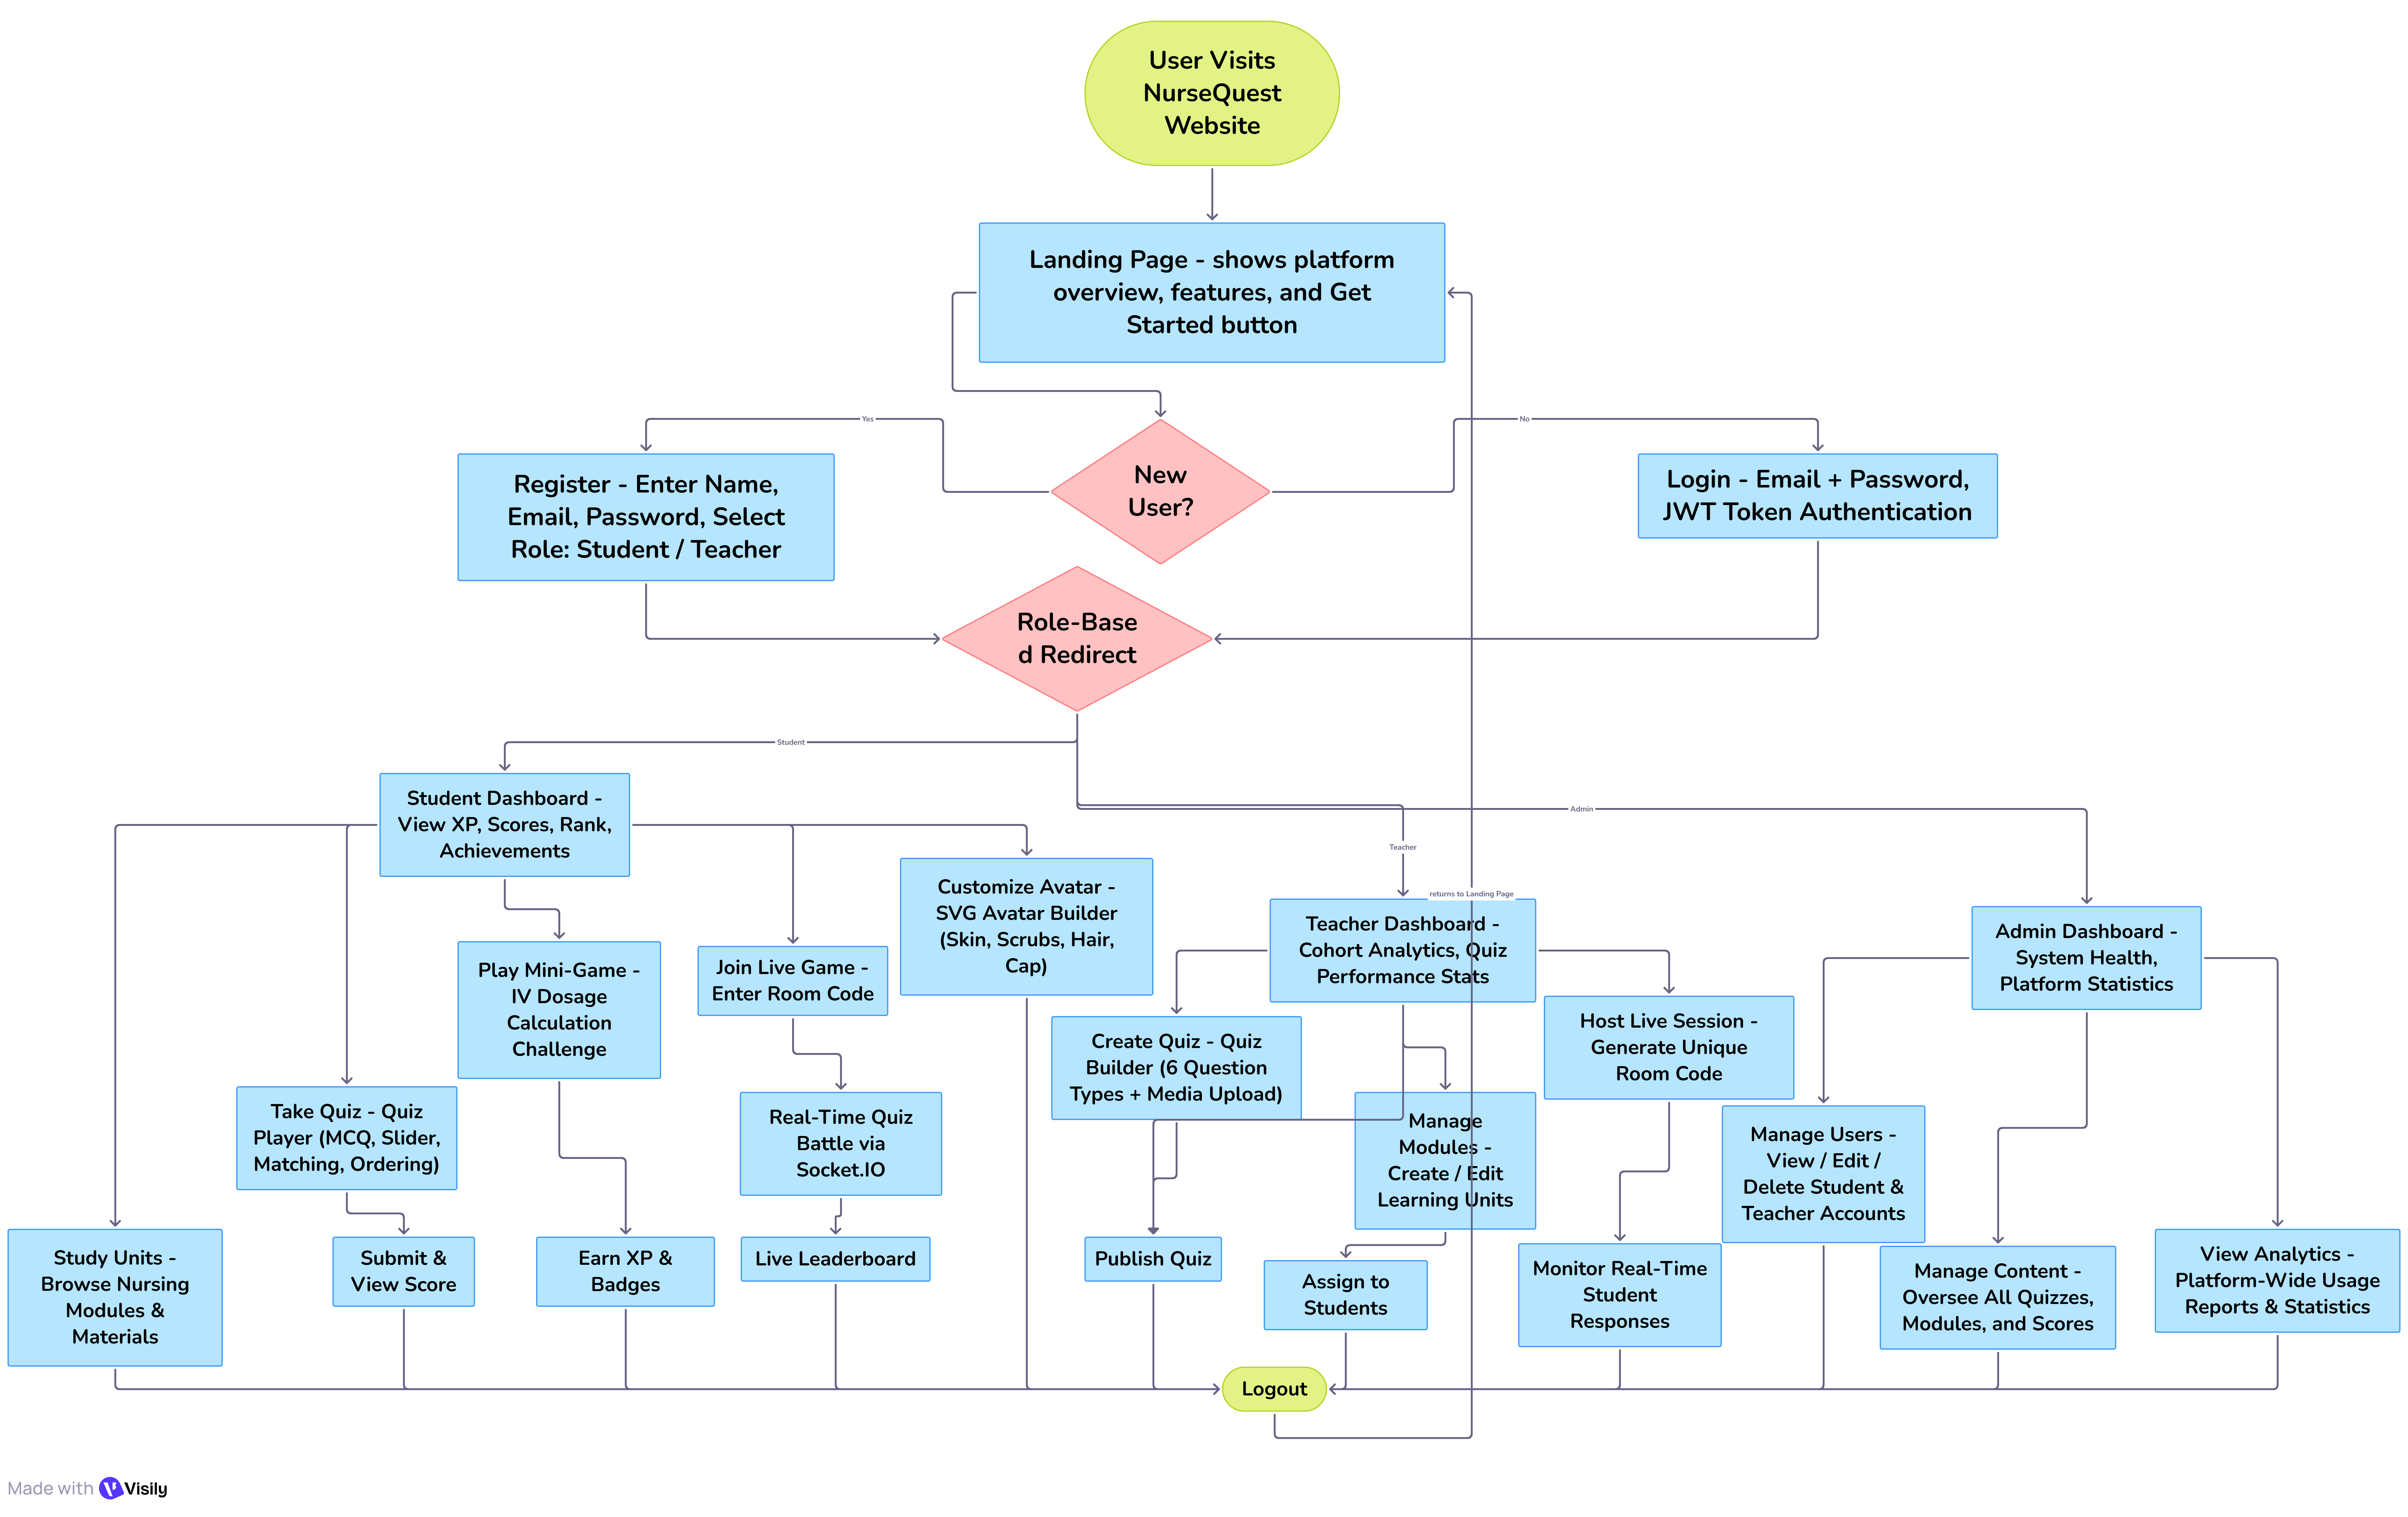 User Visits
NurseQuest
Website
Landing Page - shows platform
overview, features, and Get
Started button
Yes
No
New
User?
Register - Enter Name,
Email, Password, Select
Role: Student / Teacher
Login - Email + Password,
JWT Token Authentication
Role-Base
d Redirect
Student
Admin
Teacher
returns to Landing Page
Student Dashboard -
View XP, Scores, Rank,
Achievements
Customize Avatar -
SVG Avatar Builder
(Skin, Scrubs, Hair,
Cap)
Teacher Dashboard -
Cohort Analytics, Quiz
Performance Stats
Admin Dashboard -
System Health,
Platform Statistics
Play Mini-Game -
IV Dosage
Calculation
Challenge
Join Live Game -
Enter Room Code
Create Quiz - Quiz
Builder (6 Question
Types + Media Upload)
Host Live Session -
Generate Unique
Room Code
Take Quiz - Quiz
Player (MCQ, Slider,
Matching, Ordering)
Real-Time Quiz
Battle via
Socket.IO
Manage
Modules -
Create / Edit
Learning Units
Manage Users -
View / Edit /
Delete Student &
Teacher Accounts
Study Units -
Browse Nursing
Modules &
Materials
Submit &
View Score
Earn XP &
Badges
Live Leaderboard
Publish Quiz
Assign to
Students
Monitor Real-Time
Student
Responses
Manage Content -
Oversee All Quizzes,
Modules, and Scores
View Analytics -
Platform-Wide Usage
Reports & Statistics
Logout
Made with Visily